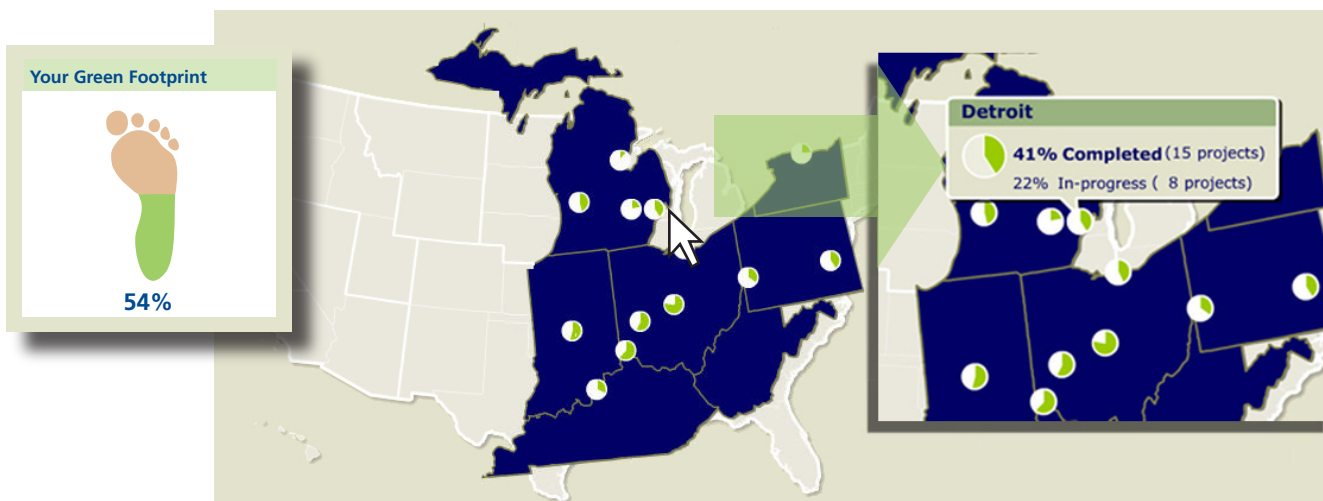 Your Green Footprint
54%
Detroit
41% Completed (15 projects)
22% In-progress ( 8 projects)